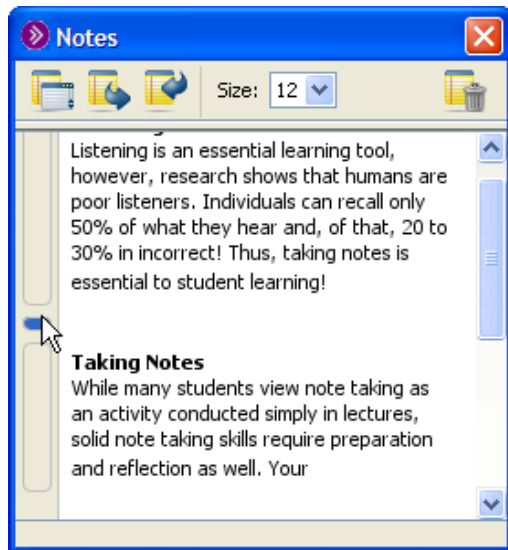 Notes
Size: 12
Listening is an essential learning tool,
however, research shows that humans are
poor listeners. Individuals can recall only
50% of what they hear and, of that, 20 to
30% in incorrect! Thus, taking notes is
essential to student learning!
Taking Notes
While many students view note taking as
an activity conducted simply in lectures,
solid note taking skills require preparation
and reflection as well. Your